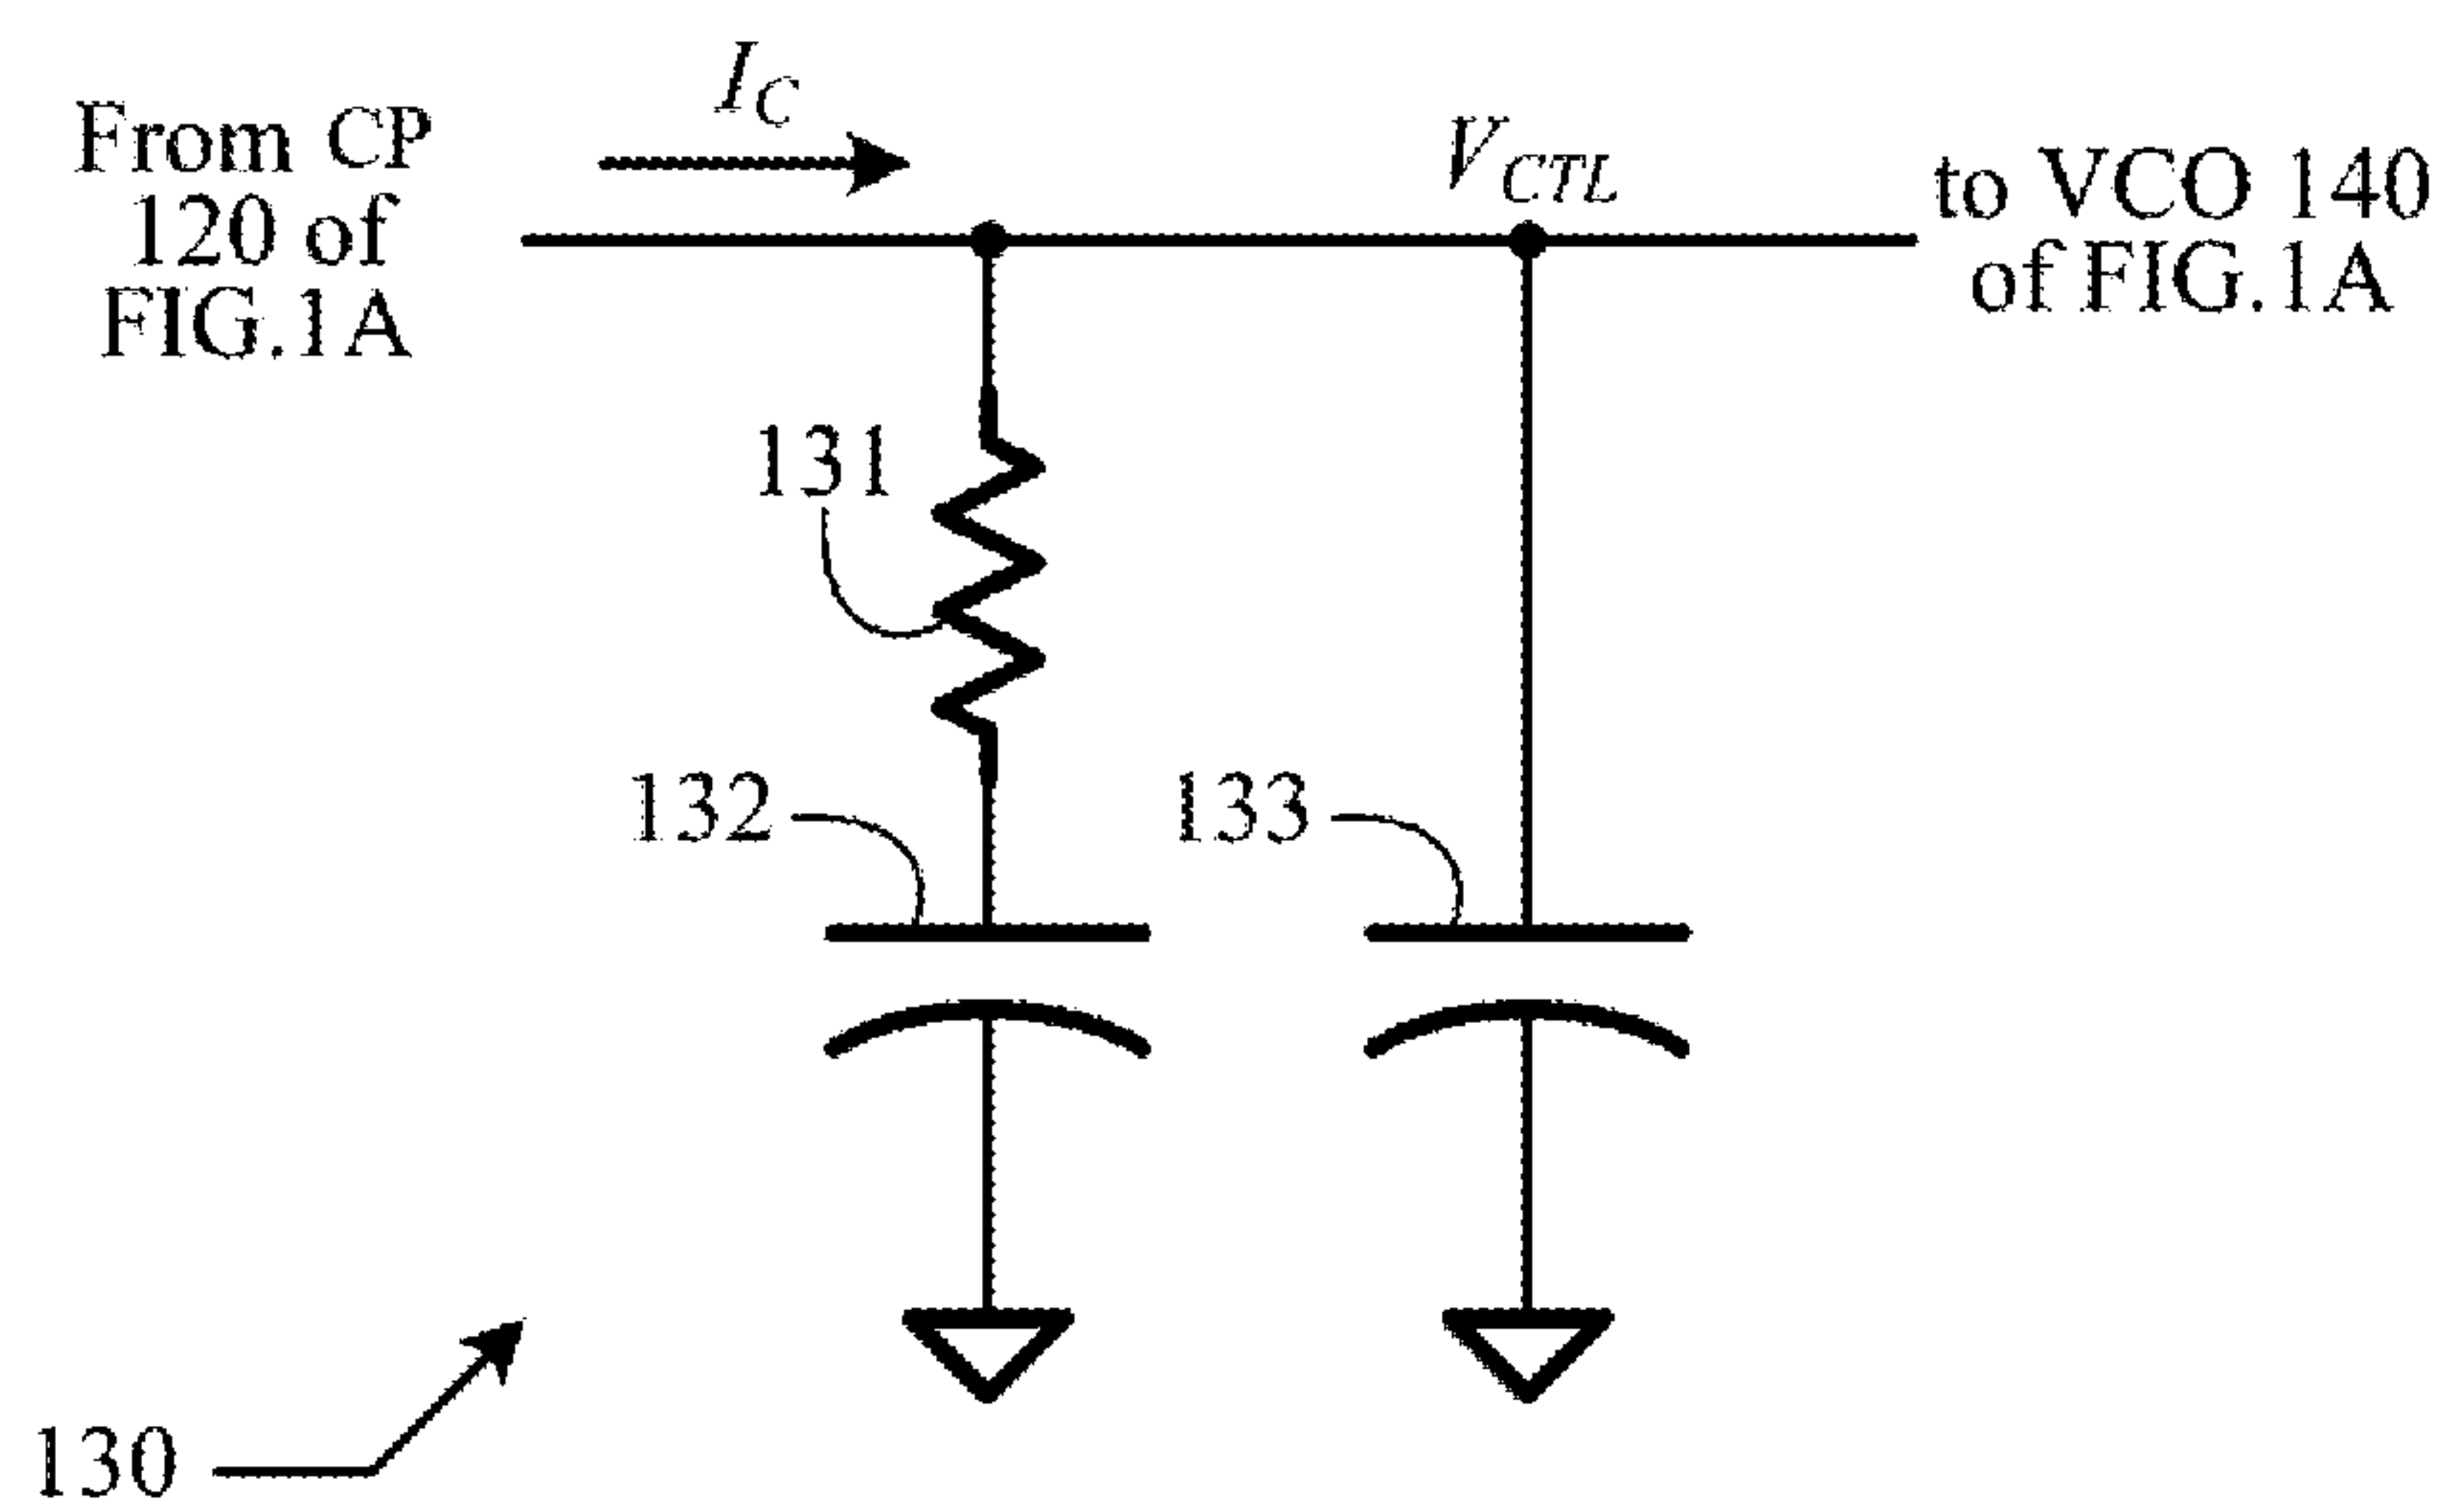 I_C
From CP
120 of
FIG.1A
V_CTL
to VCO 140
of FIG.1A
131
132
133
130